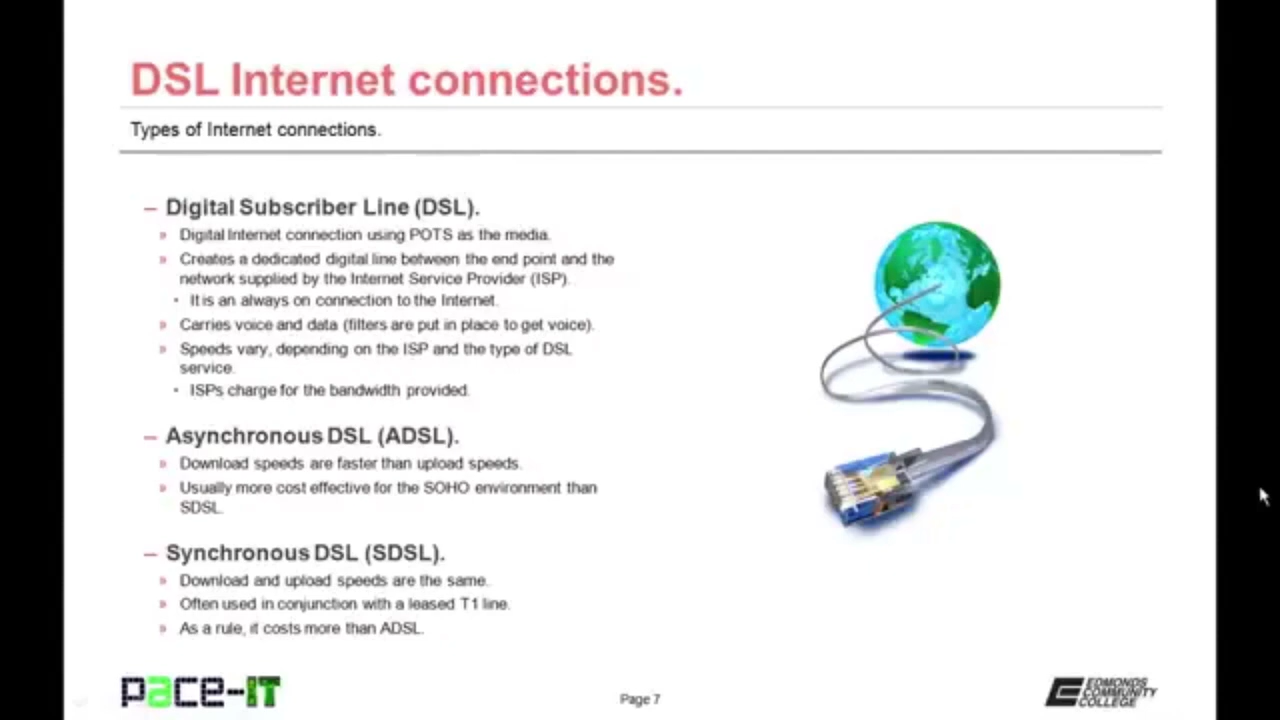 DSL Internet connections.
Types of Internet connections.
– Digital Subscriber Line (DSL).
» Digital Internet connection using POTS as the media.
» Creates a dedicated digital line between the end point and the
network supplied by the Internet Service Provider (ISP).
• It is an always on connection to the Internet.
» Carries voice and data (filters are put in place to get voice).
» Speeds vary, depending on the ISP and the type of DSL
service.
• ISPs charge for the bandwidth provided.
– Asynchronous DSL (ADSL).
» Download speeds are faster than upload speeds.
» Usually more cost effective for the SOHO environment than
SDSL.
– Synchronous DSL (SDSL).
» Download and upload speeds are the same.
» Often used in conjunction with a leased T1 line.
» As a rule, it costs more than ADSL.
pace-IT
Page 7
EDMONDS
COMMUNITY
COLLEGE